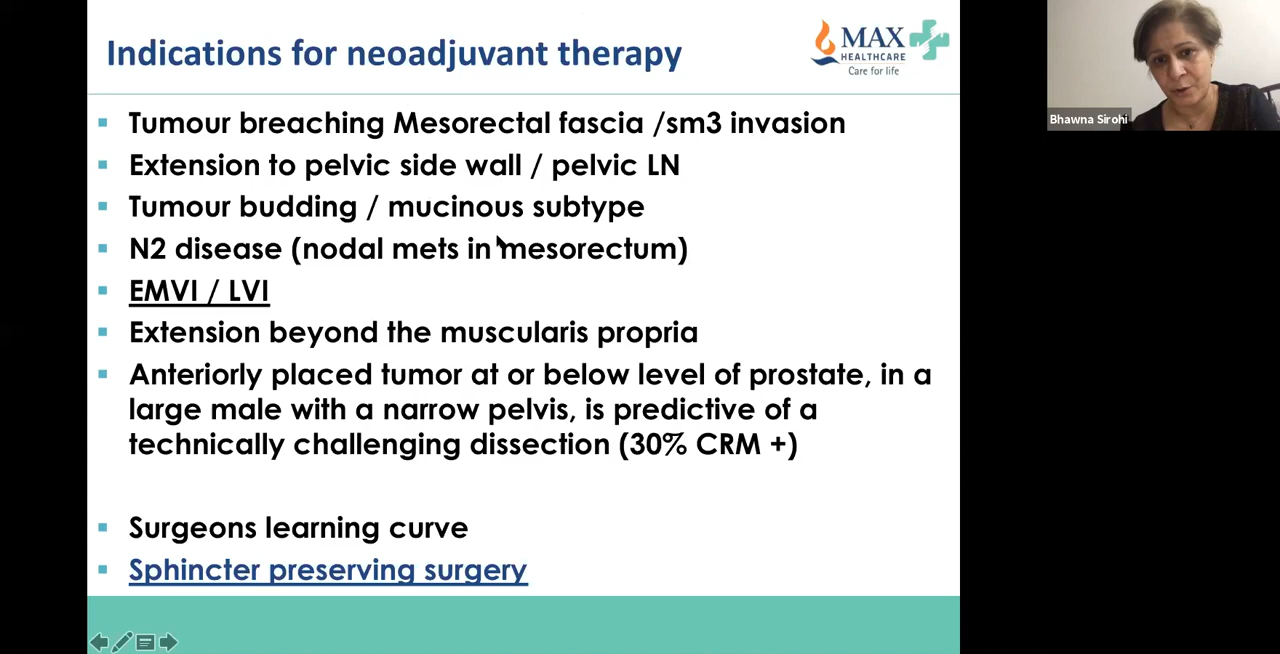 Indications for neoadjuvant therapy
MAX
HEALTHCARE
Care for life
Bhawna Sirohi
Tumour breaching Mesorectal fascia /sm3 invasion
Extension to pelvic side wall / pelvic LN
Tumour budding / mucinous subtype
N2 disease (nodal mets in mesorectum)
EMVI / LVI
Extension beyond the muscularis propria
Anteriorly placed tumor at or below level of prostate, in a
large male with a narrow pelvis, is predictive of a
technically challenging dissection (30% CRM +)
Surgeons learning curve
Sphincter preserving surgery